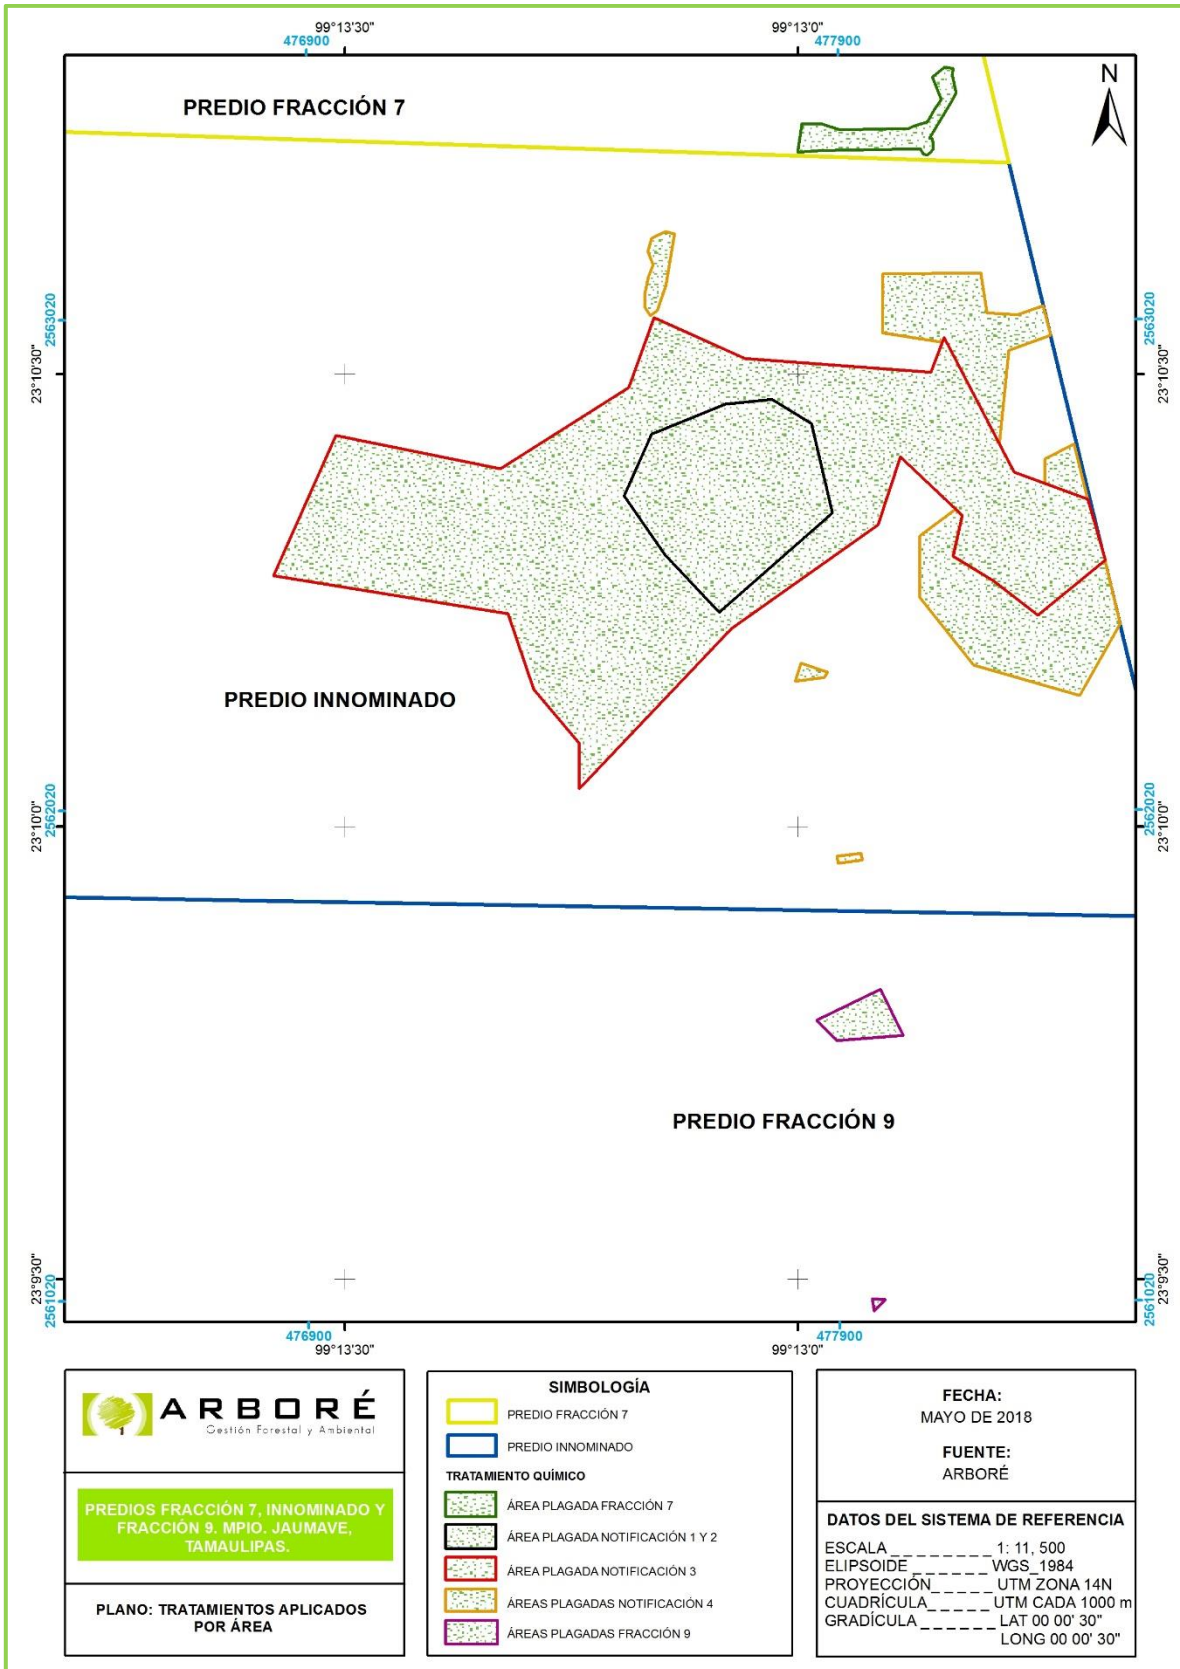 99°13'30"
99°13'0"
476900
477900
PREDIO FRACCIÓN 7
N
2563020
2563020
23°10'30"
23°10'30"
PREDIO INNOMINADO
2562020
2562020
23°10'0"
23°10'0"
PREDIO FRACCIÓN 9
23°9'30"
23°9'30"
2561020
2561020
476900
477900
99°13'30"
99°13'0"
ARBORÉ
Gestión Forestal y Ambiental
PREDIOS FRACCIÓN 7, INNOMINADO Y
FRACCIÓN 9. MPIO. JAUMAVE,
TAMAULIPAS.
PLANO: TRATAMIENTOS APLICADOS
POR ÁREA
SIMBOLOGÍA
PREDIO FRACCIÓN 7
PREDIO INNOMINADO
TRATAMIENTO QUÍMICO
ÁREA PLAGADA FRACCIÓN 7
ÁREA PLAGADA NOTIFICACIÓN 1 Y 2
ÁREA PLAGADA NOTIFICACIÓN 3
ÁREAS PLAGADAS NOTIFICACIÓN 4
ÁREAS PLAGADAS FRACCIÓN 9
FECHA:
MAYO DE 2018
FUENTE:
ARBORÉ
DATOS DEL SISTEMA DE REFERENCIA
ESCALA _ _ _ _ _ _ _ _ _ 1: 11, 500
ELIPSOIDE _ _ _ _ _ _ _ WGS_1984
PROYECCIÓN _ _ _ _ _ UTM ZONA 14N
CUADRÍCULA _ _ _ _ _ UTM CADA 1000 m
GRADÍCULA _ _ _ _ _ _ LAT 00 00' 30"
LONG 00 00' 30"